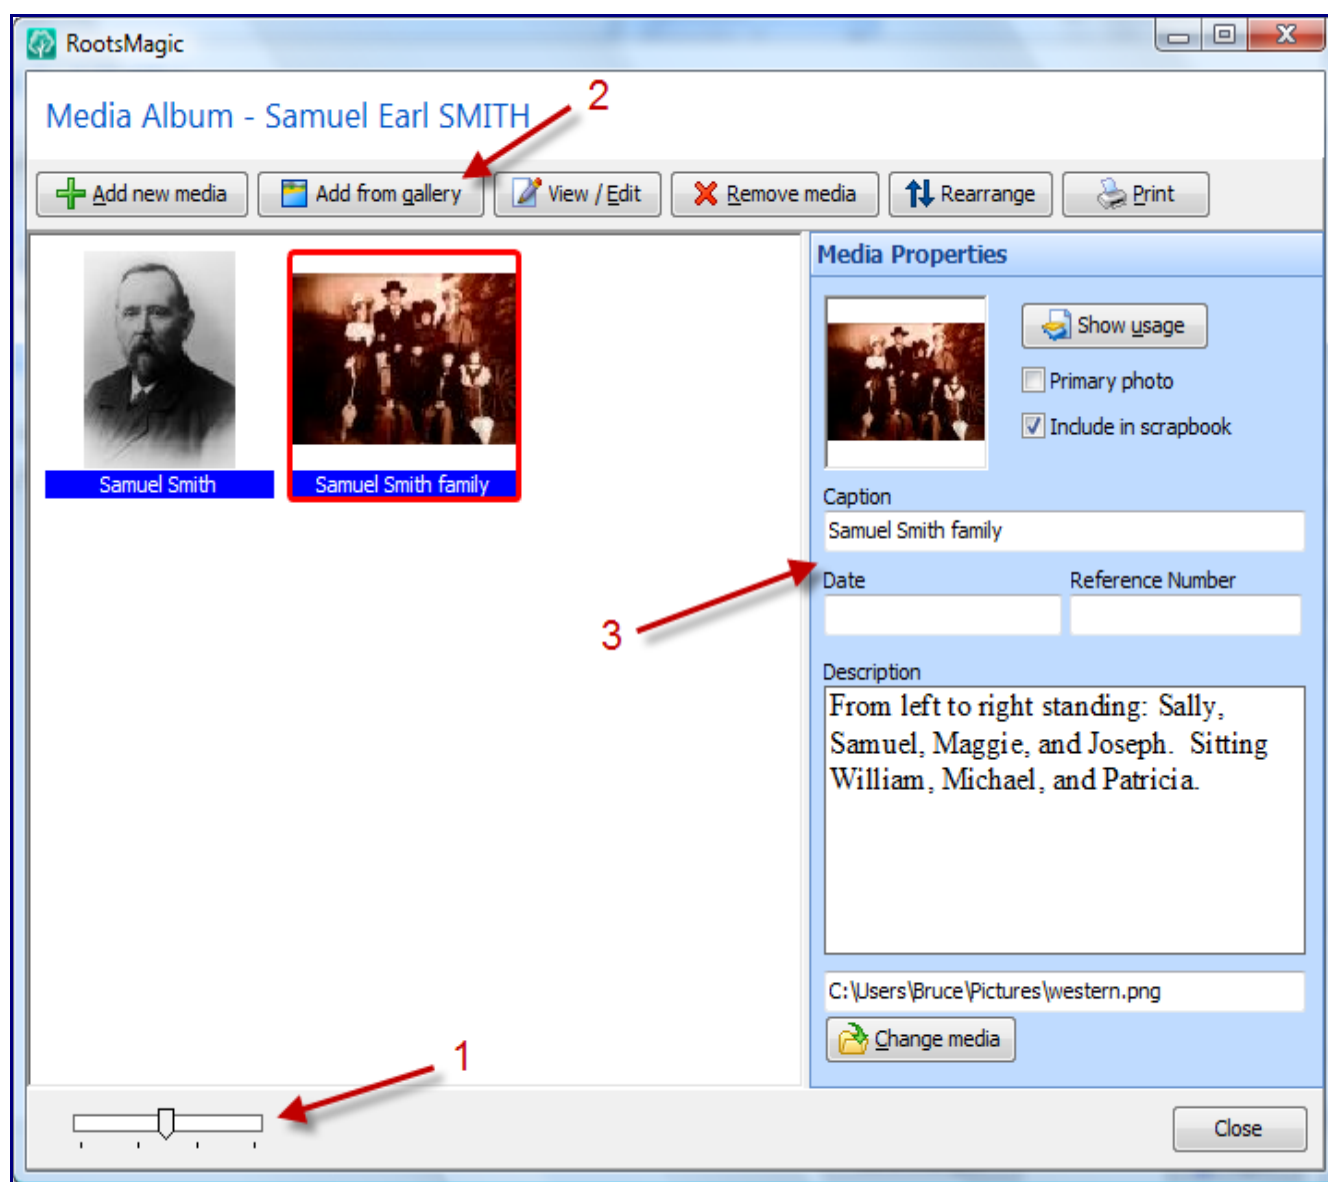 RootsMagic
Media Album - Samuel Earl SMITH
2
Add new media
Add from gallery
View / Edit
Remove media
Rearrange
Print
Samuel Smith
Samuel Smith family
Media Properties
Show usage
Primary photo
Include in scrapbook
Caption
Samuel Smith family
3
Date
Reference Number
Description
From left to right standing: Sally,
Samuel, Maggie, and Joseph.  Sitting
William, Michael, and Patricia.
C:\Users\Bruce\Pictures\western.png
Change media
1
Close